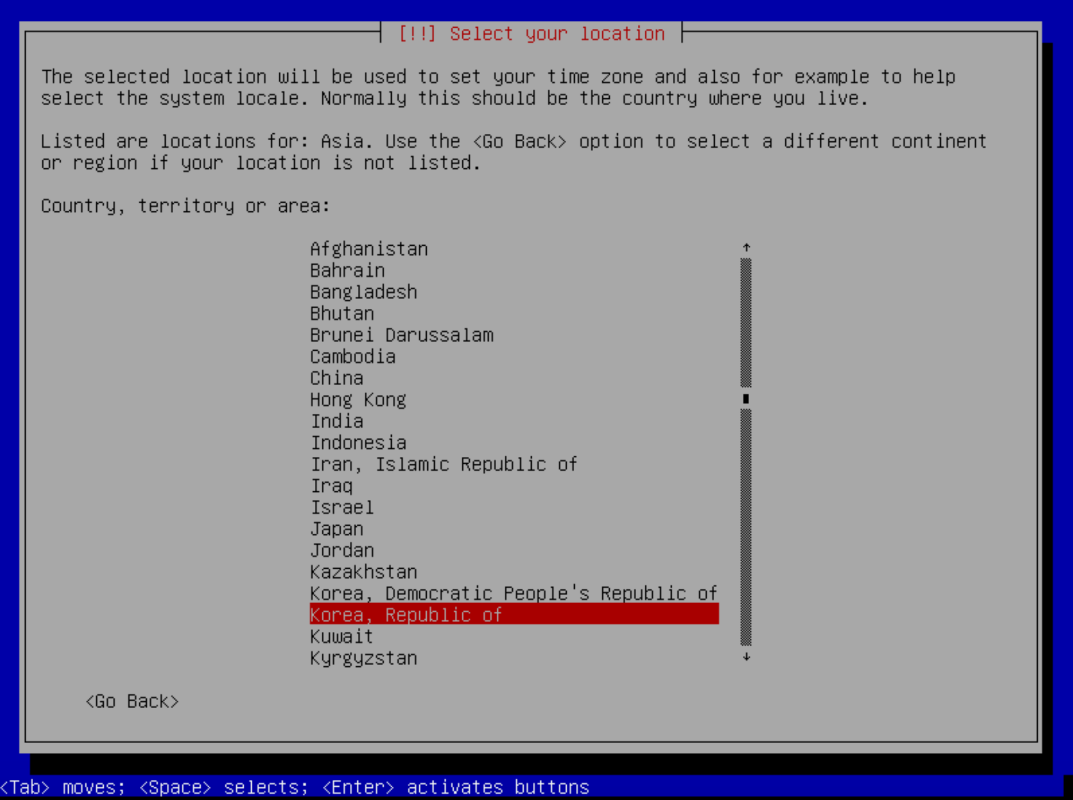 [!!] Select your location
The selected location will be used to set your time zone and also for example to help
select the system locale. Normally this should be the country where you live.
Listed are locations for: Asia. Use the <Go Back> option to select a different continent
or region if your location is not listed.
Country, territory or area:
Afghanistan
Bahrain
Bangladesh
Bhutan
Brunei Darussalam
Cambodia
China
Hong Kong
India
Indonesia
Iran, Islamic Republic of
Iraq
Israel
Japan
Jordan
Kazakhstan
Korea, Democratic People's Republic of
Korea, Republic of
Kuwait
Kyrgyzstan
<Go Back>
<Tab> moves; <Space> selects; <Enter> activates buttons